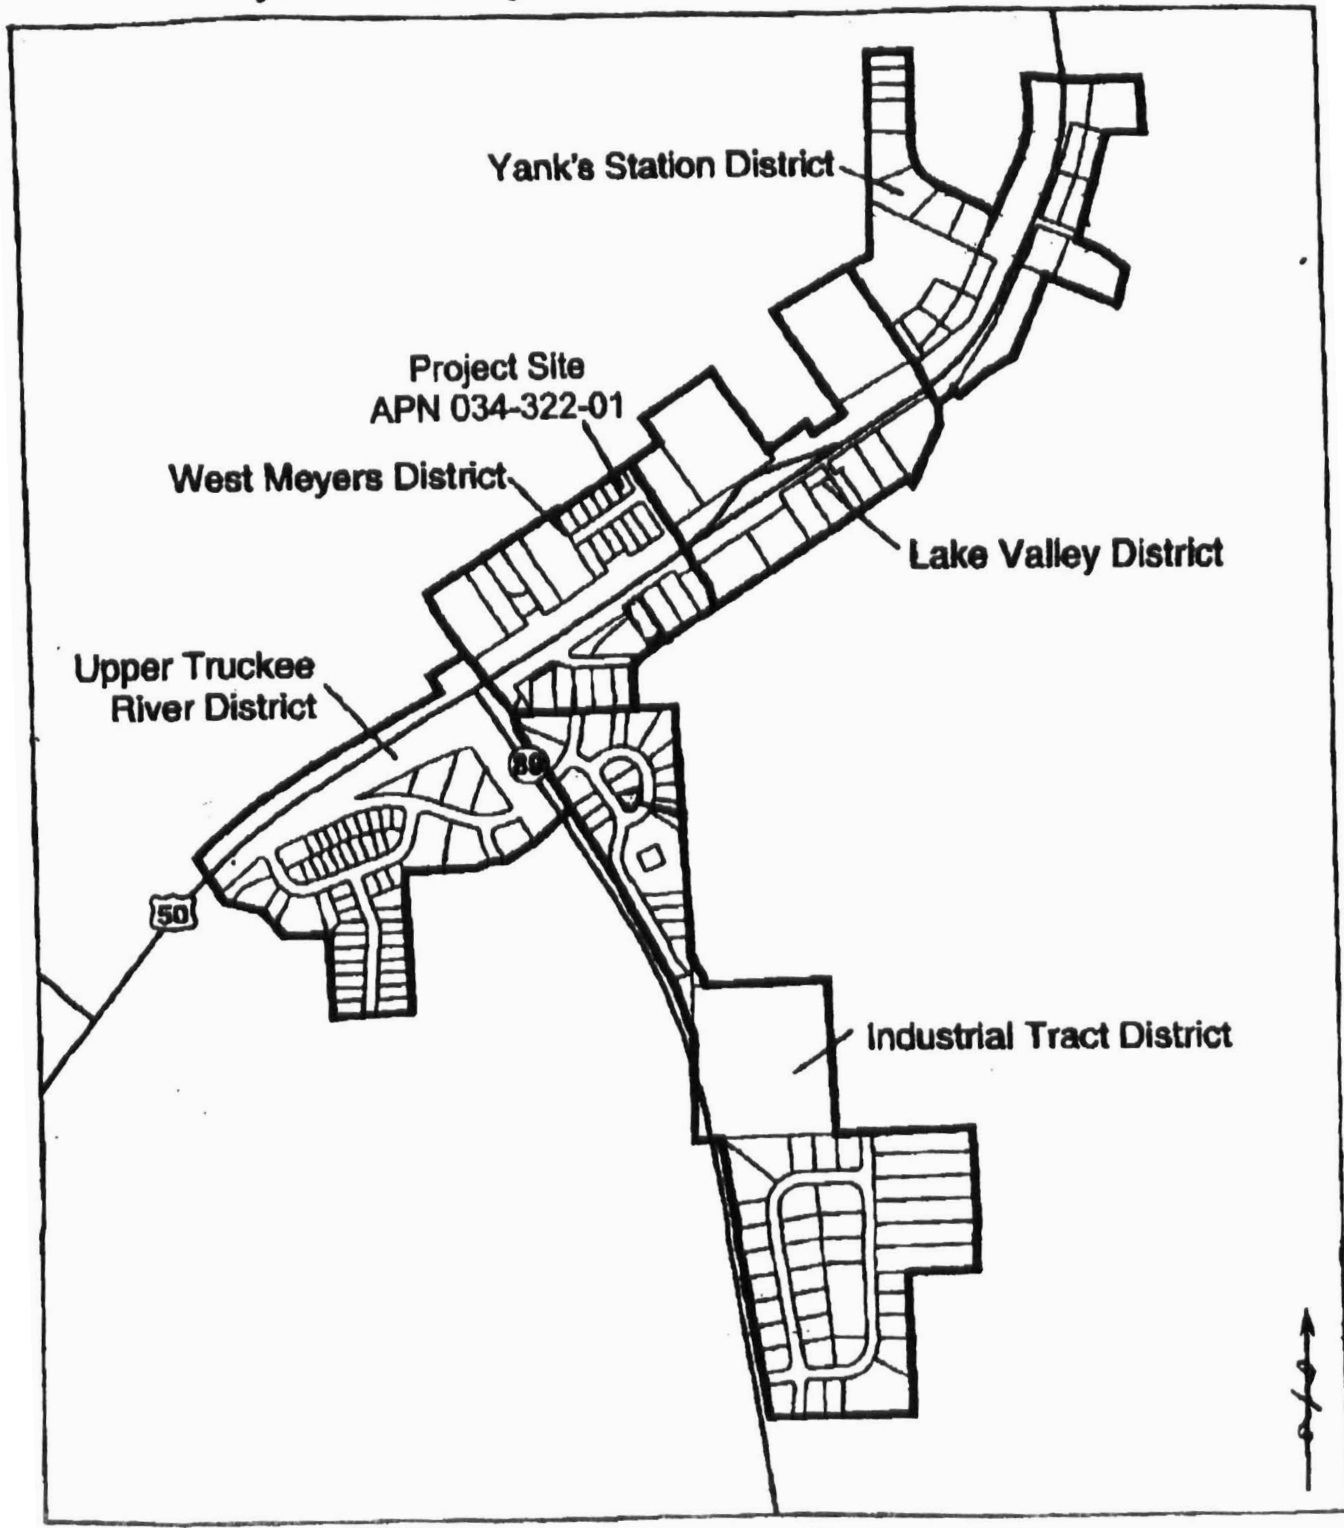 Yank's Station District
Project Site
APN 034-322-01
West Meyers District
Lake Valley District
Upper Truckee
River District
89
50
Industrial Tract District